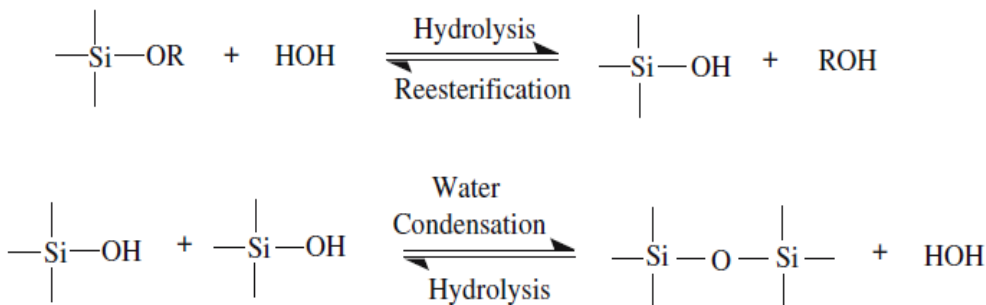 Hydrolysis
Si—OR + HOH Si—OH + ROH
Reesterification
Water
Condensation
Si—OH + Si—OH Si—O—Si + HOH
Hydrolysis